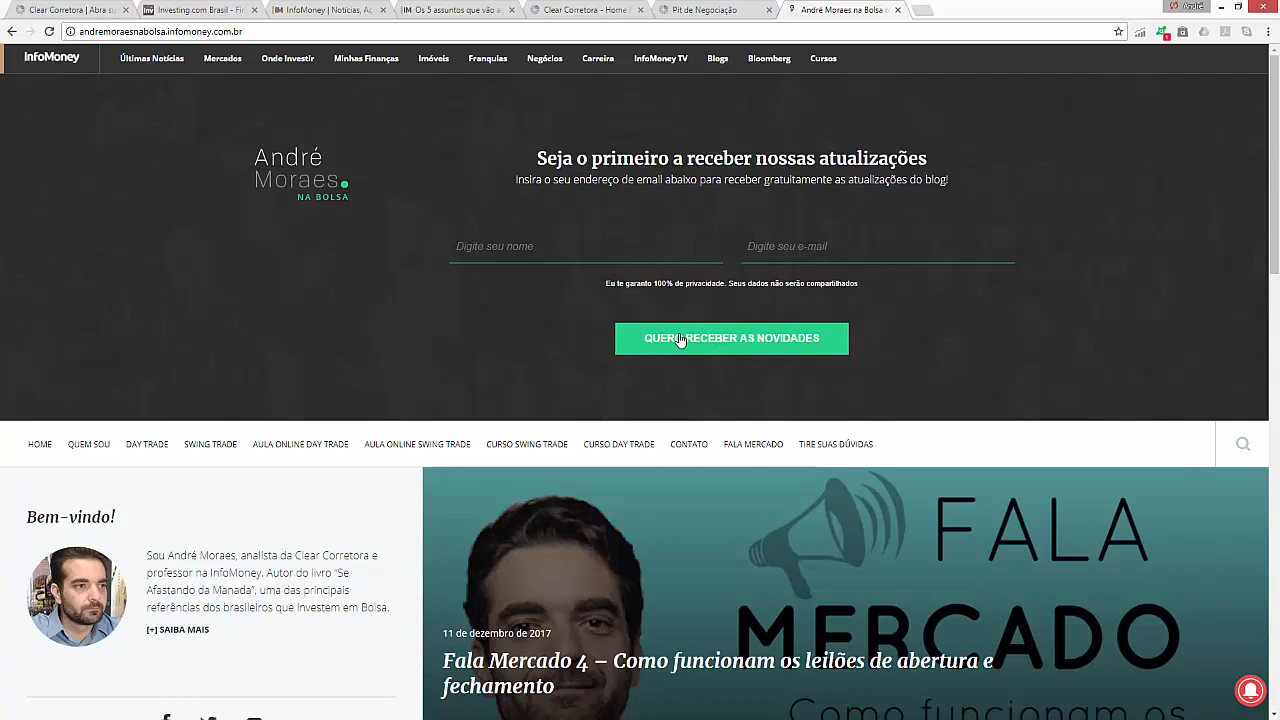 Clear Corretora | Abra su
Investing.com Brasil - Fi
InfoMoney | Notícias, Aç
Os 5 assuntos que vão a
Clear Corretora - Home
Pit de Negociação
André Moraes na Bolsa
André
andremoraesnabolsa.infomoney.com.br
InfoMoney
Últimas Notícias Mercados Onde Investir Minhas Finanças Imóveis Franquias Negócios Carreira InfoMoney TV Blogs Bloomberg Cursos
André
Moraes.
NA BOLSA
Seja o primeiro a receber nossas atualizações
Insira o seu endereço de email abaixo para receber gratuitamente as atualizações do blog!
Digite seu nome
Digite seu e-mail
Eu te garanto 100% de privacidade. Seus dados não serão compartilhados
RECEBER AS NOVIDADES
HOME QUEM SOU DAY TRADE SWING TRADE AULA ONLINE DAY TRADE AULA ONLINE SWING TRADE CURSO SWING TRADE CURSO DAY TRADE CONTATO FALA MERCADO TIRE SUAS DÚVIDAS
Bem-vindo!
Sou André Moraes, analista da Clear Corretora e
professor na InfoMoney. Autor do livro "Se
Afastando da Manada", uma das principais
referências dos brasileiros que Investem em Bolsa.
[+] SAIBA MAIS
FALA
MERCADO
Como funcionam os
11 de dezembro de 2017
Fala Mercado 4 – Como funcionam os leilões de abertura e
fechamento